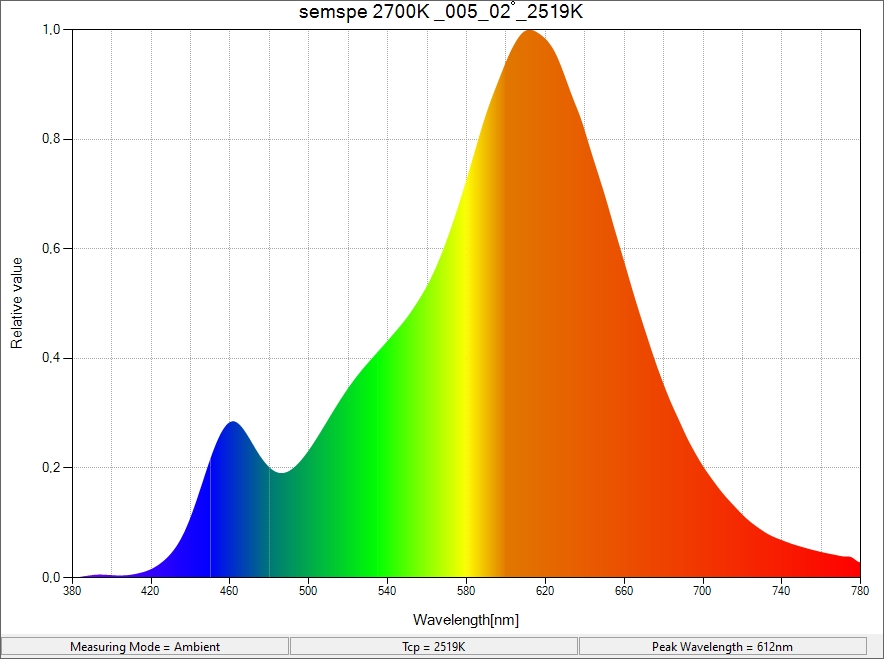 semspe 2700K _005_02°_2519K
1,0
0,8
0,6
0,4
0,2
0,0
Relative value
380 420 460 500 540 580 620 660 700 740 780
Wavelength[nm]
Measuring Mode = Ambient Tcp = 2519K Peak Wavelength = 612nm